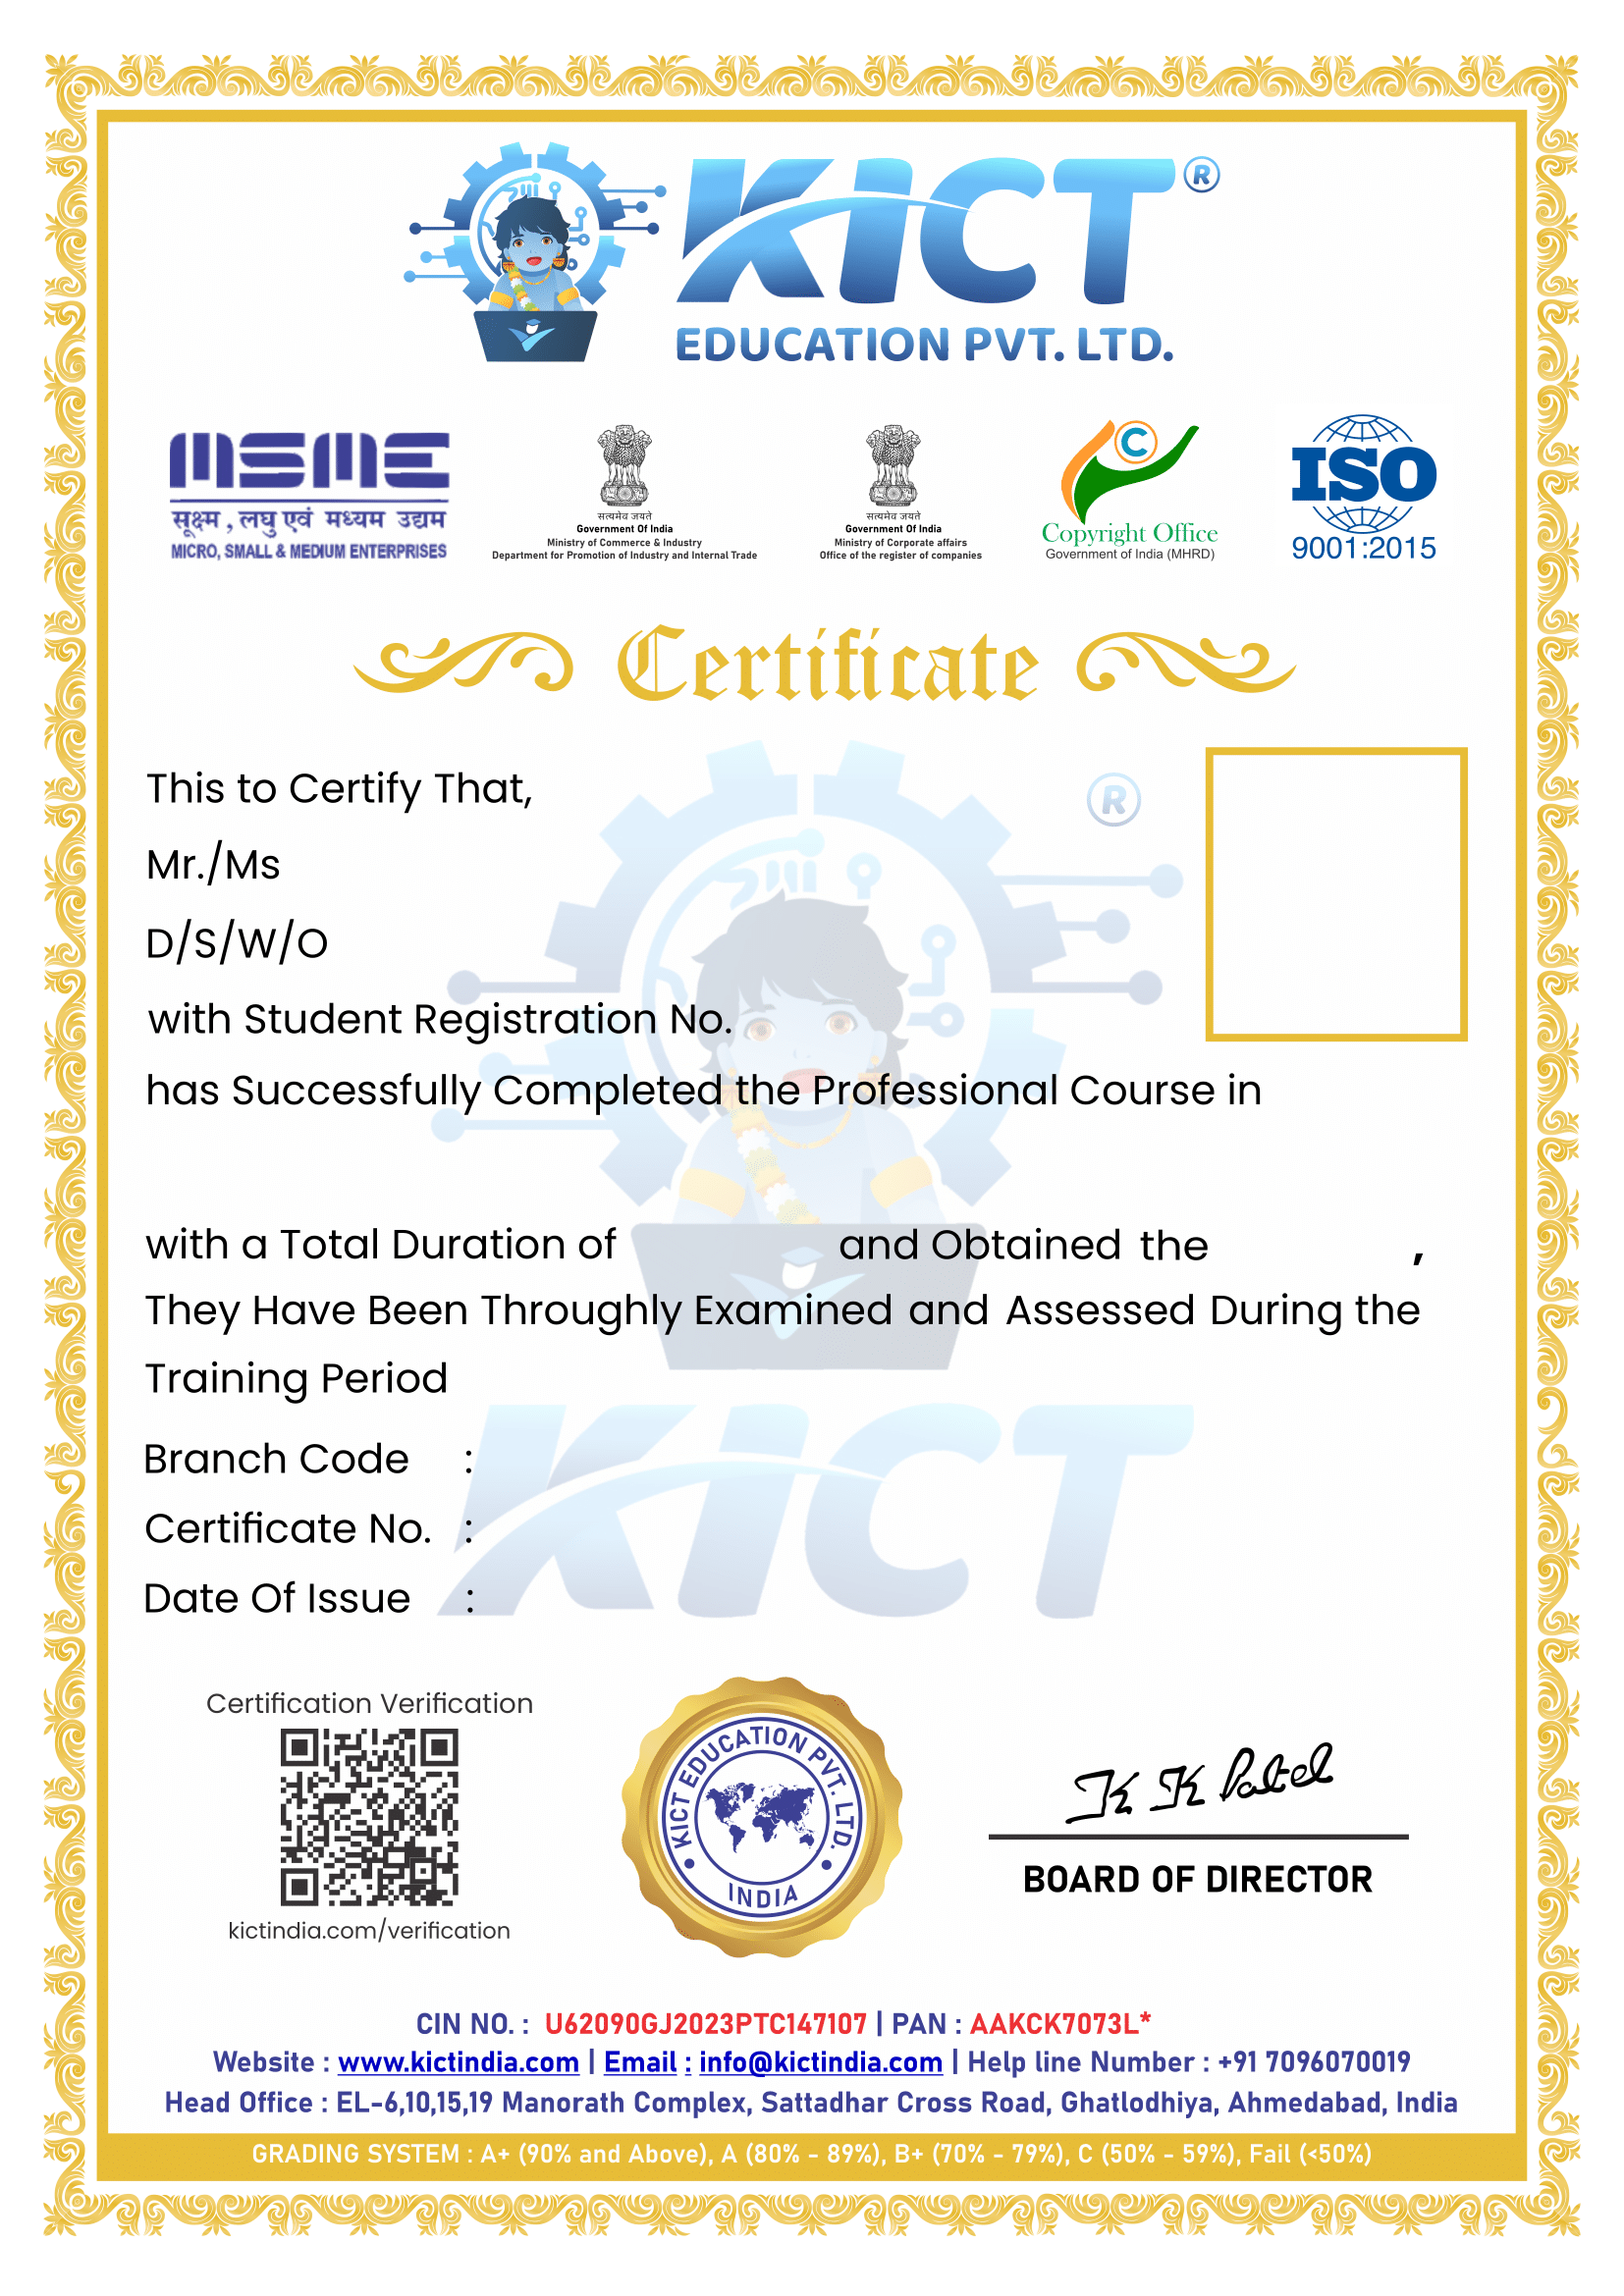 KiCT ®
EDUCATION PVT. LTD.
MSME
सूक्ष्म , लघु एवं मध्यम उद्यम
MICRO, SMALL & MEDIUM ENTERPRISES
सत्यमेव जयते
Government Of India
Ministry of Commerce & Industry
Department for Promotion of Industry and Internal Trade
सत्यमेव जयते
Government Of India
Ministry of Corporate affairs
Office of the register of companies
C
Copyright Office
Government of India (MHRD)
ISO
9001:2015
Certificate
®
This to Certify That,
Mr./Ms
D/S/W/O
with Student Registration No.
has Successfully Completed the Professional Course in
with a Total Duration of and Obtained the ,
They Have Been Throughly Examined and Assessed During the
Training Period
KiCT
Branch Code :
Certificate No. :
Date Of Issue :
Certification Verification
kictindia.com/verification
KICT EDUCATION PVT. LTD.
INDIA
K K Patel
BOARD OF DIRECTOR
CIN NO. : U62090GJ2023PTC147107 | PAN : AAKCK7073L*
Website : www.kictindia.com | Email : info@kictindia.com | Help line Number : +91 7096070019
Head Office : EL-6,10,15,19 Manorath Complex, Sattadhar Cross Road, Ghatlodhiya, Ahmedabad, India
GRADING SYSTEM : A+ (90% and Above), A (80% - 89%), B+ (70% - 79%), C (50% - 59%), Fail (<50%)